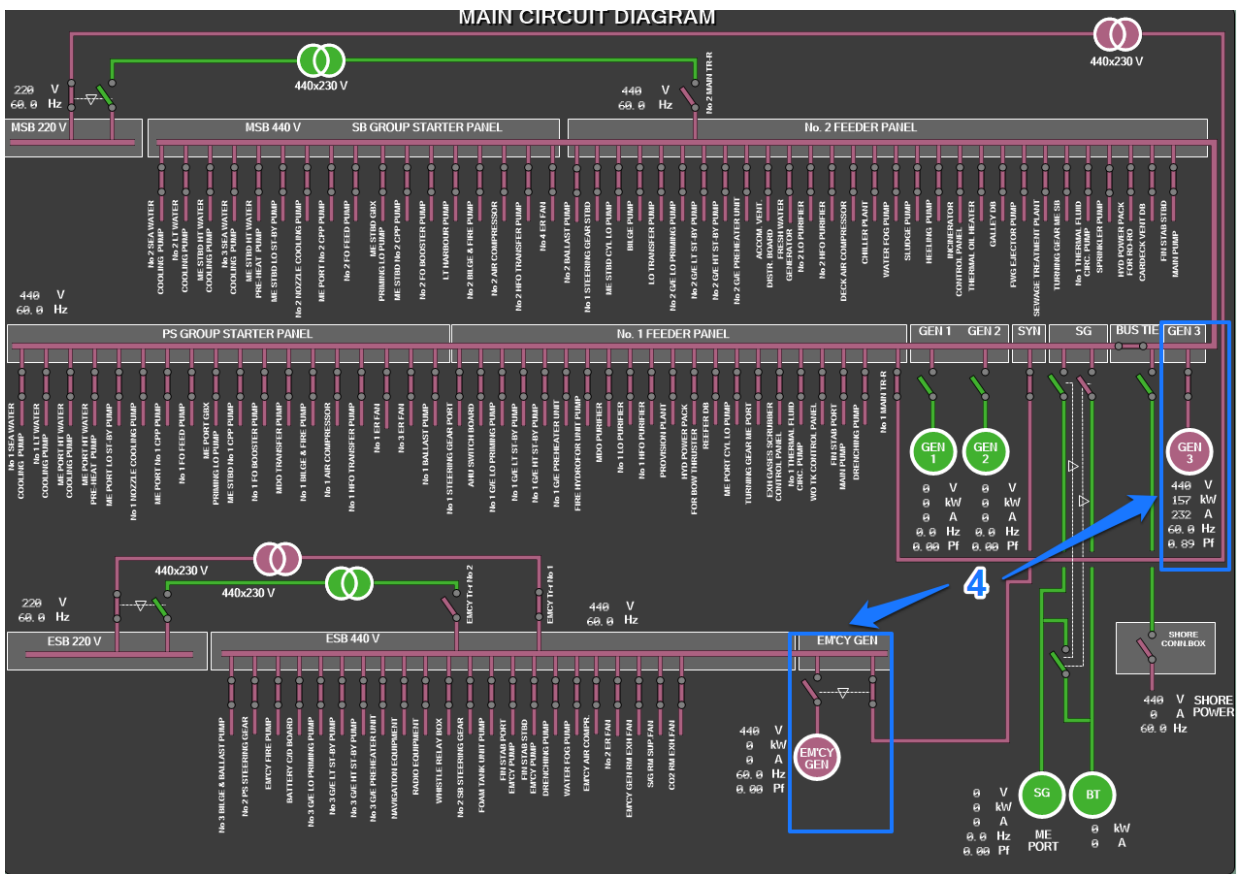 MAIN CIRCUIT DIAGRAM
440x230 V
440x230 V
220 V
60.0 Hz
440 V
60.0 Hz
No 2 MAIN TR-R
MSB 220 V
MSB 440 V
SB GROUP STARTER PANEL
No. 2 FEEDER PANEL
No 2 SEA WATER
COOLING PUMP
No 2 LT WATER
COOLING PUMP
ME STBD HT WATER
COOLING PUMP
No 3 SEA WATER
COOLING PUMP
ME STBD HT WATER
PRE-HEAT PUMP
ME STBD LO ST-BY PUMP
No 2 NOZZLE COOLING PUMP
ME PORT No 2 CPP PUMP
No 2 FO FEED PUMP
ME STBD GBX
PRIMING LO PUMP
ME STBD No 2 CPP PUMP
No 2 FO BOOSTER PUMP
LT HARBOUR PUMP
No 2 BILGE & FIRE PUMP
No 2 AIR COMPRESSOR
No 2 HFO TRANSFER PUMP
No 4 ER FAN
No 2 BALLAST PUMP
No 1 STEERING GEAR STBD
ME STBD CYL LO PUMP
BILGE PUMP
LO TRANSFER PUMP
No 2 G/E LO PRIMING PUMP
No 2 G/E LT ST-BY PUMP
No 2 G/E HT ST-BY PUMP
No 2 G/E PREHEATER UNIT
ACCOM. VENT.
DISTR. BOARD
FRESH WATER
GENERATOR
No 2 LO PURIFIER
No 2 HFO PURIFIER
DECK AIR COMPRESSOR
CHILLER PLANT
WATER FOG PUMP
SLUDGE PUMP
HEELING PUMP
INCINERATOR
CONTROL PANEL
THERMAL OIL HEATER
GALLEY DB
FWG EJECTOR PUMP
SEWAGE TREATMENT PLANT
TURNING GEAR ME SB
No 1 THERMAL FLUID
CIRC. PUMP
SPRINKLER PUMP
HYD POWER PACK
FOR RO-RO
CARDECK VENT DB
FIN STAB STBD
MAIN PUMP
440 V
60.0 Hz
PS GROUP STARTER PANEL
No. 1 FEEDER PANEL
GEN 1
GEN 2
SYN
SG
BUS TIE
GEN 3
No 1 SEA WATER
COOLING PUMP
No 1 LT WATER
COOLING PUMP
ME PORT HT WATER
COOLING PUMP
ME PORT HT WATER
PRE-HEAT PUMP
ME PORT LO ST-BY PUMP
No 1 NOZZLE COOLING PUMP
ME PORT No 1 CPP PUMP
No 1 FO FEED PUMP
ME PORT GBX
PRIMING LO PUMP
ME STBD No 1 CPP PUMP
No 1 FO BOOSTER PUMP
MDO TRANSFER PUMP
No 1 BILGE & FIRE PUMP
No 1 AIR COMPRESSOR
No 1 HFO TRANSFER PUMP
No 1 ER FAN
No 3 ER FAN
No 1 BALLAST PUMP
No 1 STEERING GEAR PORT
AHM SWITCH BOARD
No 1 G/E LO PRIMING PUMP
No 1 G/E LT ST-BY PUMP
No 1 G/E HT ST-BY PUMP
No 1 G/E PREHEATER UNIT
FIRE HYDROFOR UNIT PUMP
MDO PURIFIER
No 1 LO PURIFIER
No 1 HFO PURIFIER
PROVISION PLANT
HYD POWER PACK
FOR BOW THRUSTER
REEFER DB
ME PORT CYL LO PUMP
TURNING GEAR ME PORT
EXH GASES SCRUBBER
CONTROL PANEL
No 1 THERMAL FLUID
CIRC. PUMP
WO TK CONTROL PANEL
FIN STAB PORT
MAIN PUMP
DRENCHING PUMP
No 1 MAIN TR-R
GEN
1
GEN
2
GEN
3
0 V
0 kW
0 A
0.0 Hz
0.00 Pf
0 V
0 kW
0 A
0.0 Hz
0.00 Pf
440 V
157 kW
232 A
60.0 Hz
0.89 Pf
4
440x230 V
440x230 V
220 V
60.0 Hz
EMCY Tr-r No 2
EMCY Tr-r No 1
440 V
60.0 Hz
ESB 220 V
ESB 440 V
EM'CY GEN
No 3 BILGE & BALLAST PUMP
No 2 PS STEERING GEAR
EM'CY FIRE PUMP
BATTERY C/D BOARD
No 3 G/E LO PRIMING PUMP
No 3 G/E LT ST-BY PUMP
No 3 G/E HT ST-BY PUMP
No 3 G/E PREHEATER UNIT
NAVIGATION EQUIPMENT
RADIO EQUIPMENT
WHISTLE RELAY BOX
No 2 SB STEERING GEAR
FOAM TANK UNIT PUMP
FIN STAB PORT
EM'CY PUMP
FIN STAB STBD
EM'CY PUMP
DRENCHING PUMP
WATER FOG PUMP
EM'CY AIR COMPR.
No 2 ER FAN
EM'CY GEN RM EXH FAN
S/G RM SUP.FAN
CO2 RM EXH FAN
440 V
0 kW
0 A
60.0 Hz
0.00 Pf
EM'CY
GEN
SHORE
CONN.BOX
440 V
0 A
60.0 Hz
SHORE
POWER
0 V
0 kW
0 A
0.0 Hz
0.00 Pf
SG
ME
PORT
BT
0 kW
0 A